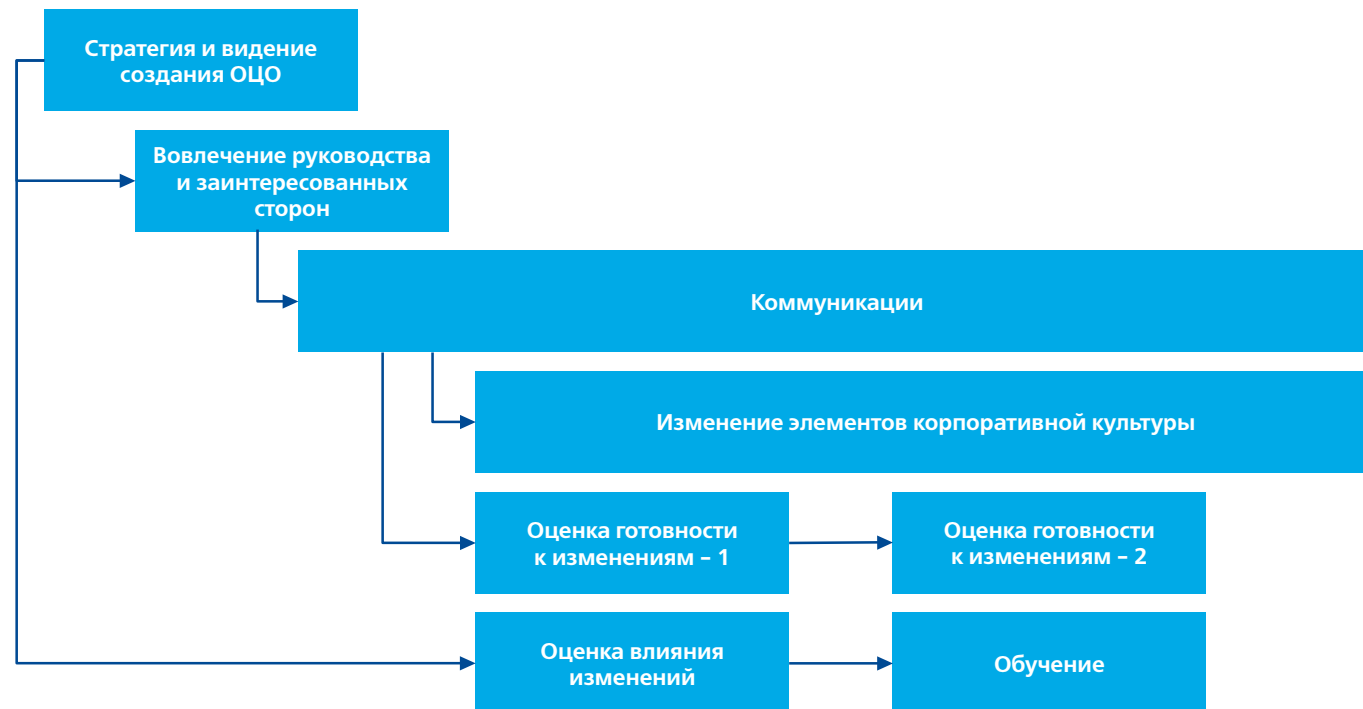 Стратегия и видение
создания ОЦО
Вовлечение руководства
и заинтересованных
сторон
Коммуникации
Изменение элементов корпоративной культуры
Оценка готовности
к изменениям – 1
Оценка готовности
к изменениям – 2
Оценка влияния
изменений
Обучение